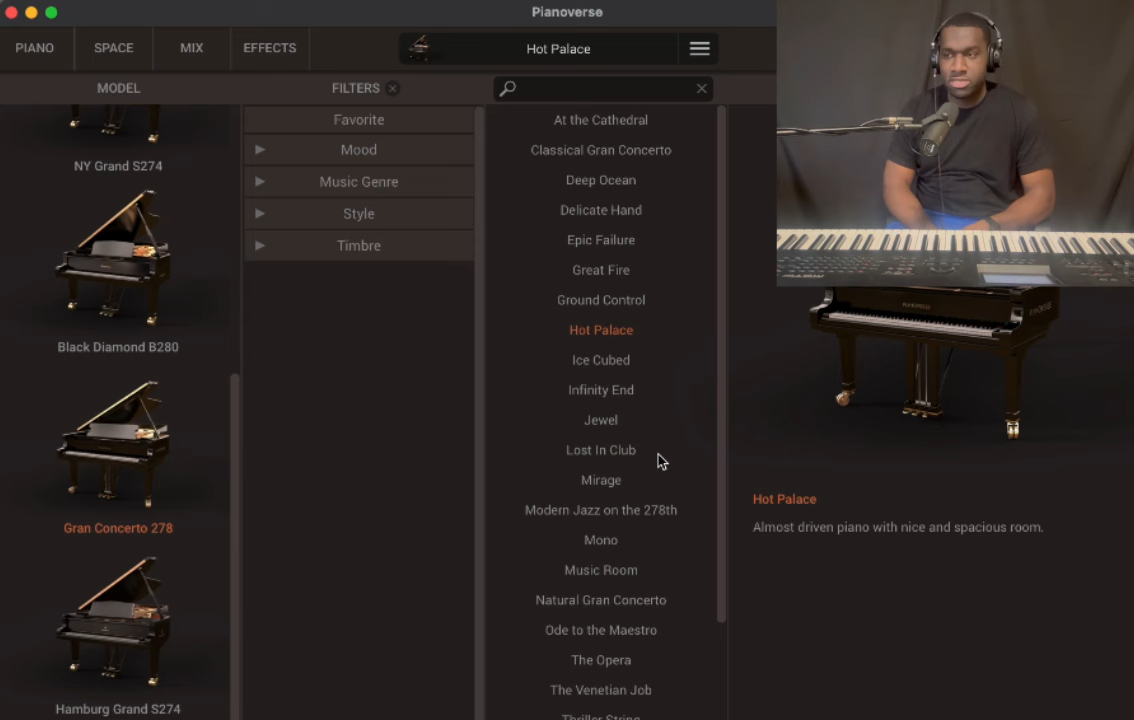 Pianoverse
PIANO
SPACE
MIX
EFFECTS
Hot Palace
MODEL
FILTERS
NY Grand S274
Black Diamond B280
Gran Concerto 278
Hamburg Grand S274
Favorite
Mood
Music Genre
Style
Timbre
At the Cathedral
Classical Gran Concerto
Deep Ocean
Delicate Hand
Epic Failure
Great Fire
Ground Control
Hot Palace
Ice Cubed
Infinity End
Jewel
Lost In Club
Mirage
Modern Jazz on the 278th
Mono
Music Room
Natural Gran Concerto
Ode to the Maestro
The Opera
The Venetian Job
Thriller String
Hot Palace
Almost driven piano with nice and spacious room.